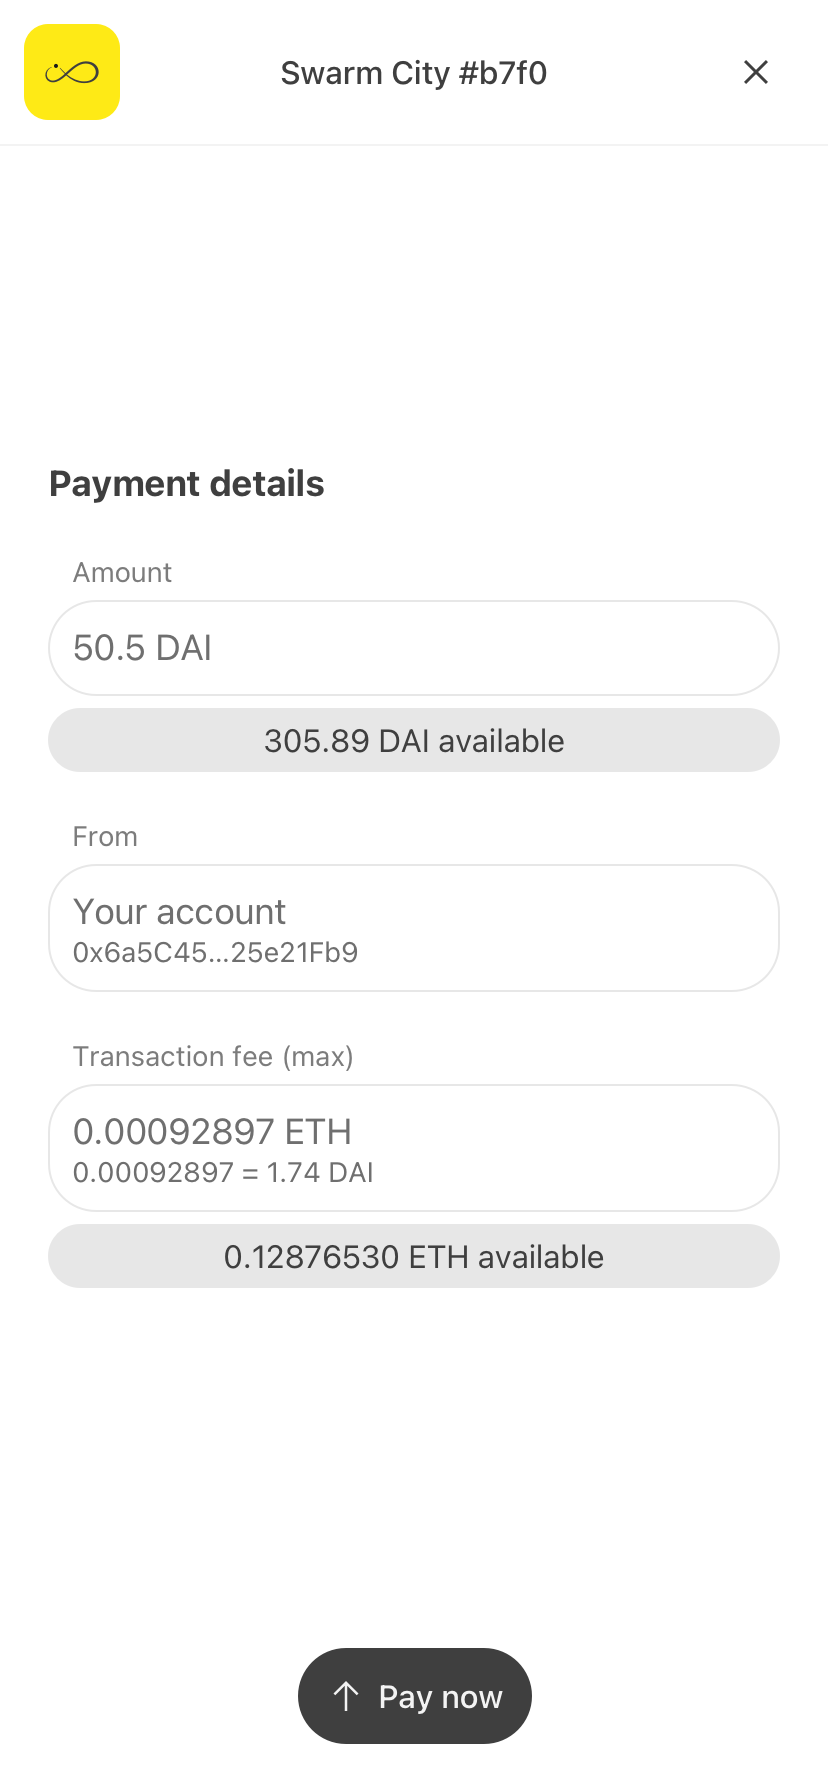 Swarm City #b7f0
Payment details
Amount
50.5 DAI
305.89 DAI available
From
Your account
0x6a5C45...25e21Fb9
Transaction fee (max)
0.00092897 ETH
0.00092897 = 1.74 DAI
0.12876530 ETH available
Pay now